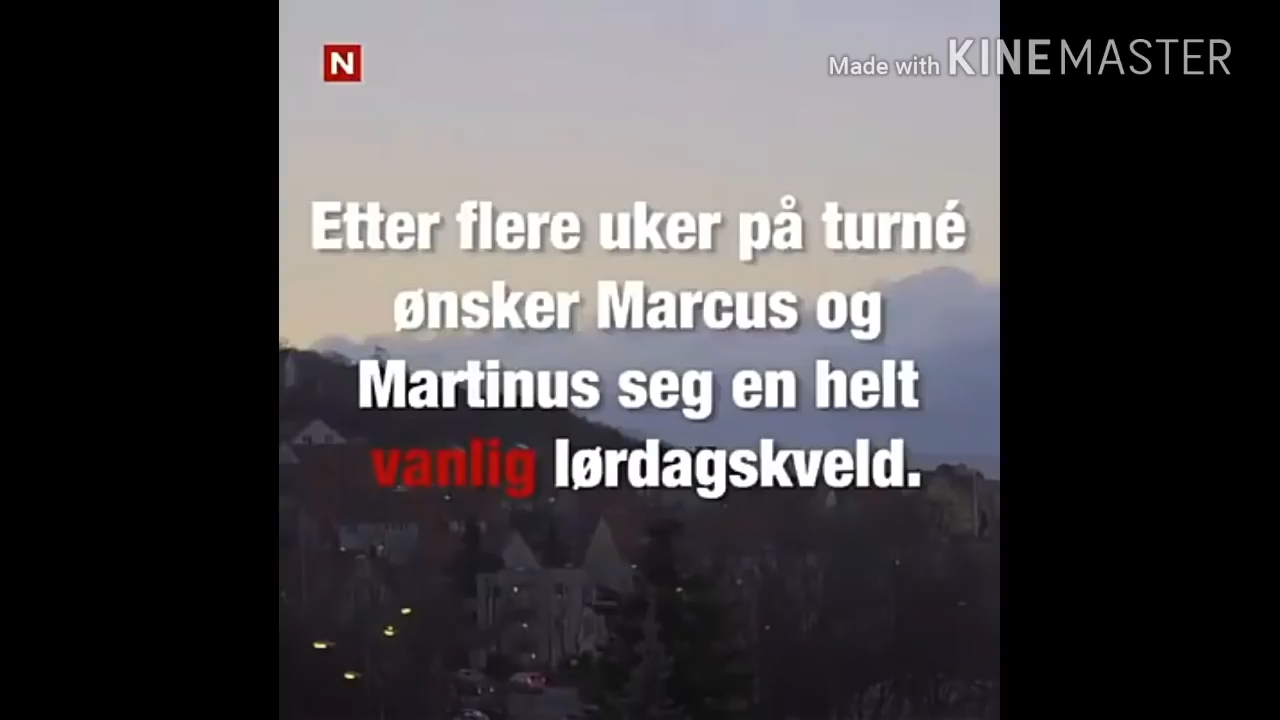 N
Made with KINEMASTER
Etter flere uker på turné
ønsker Marcus og
Martinus seg en helt
vanlig lørdagskveld.